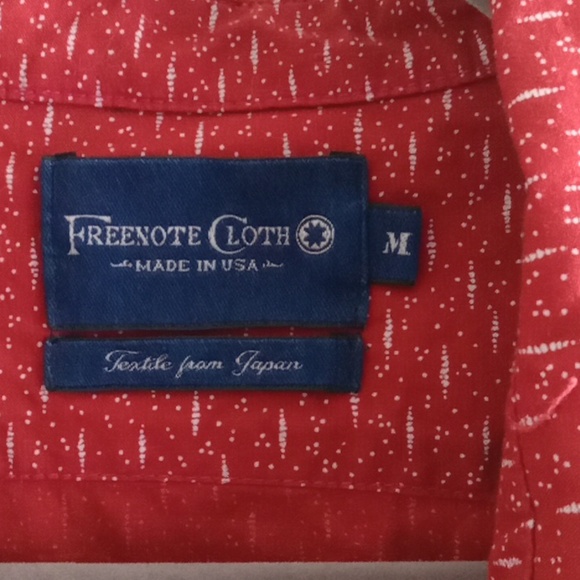 FREENOTE CLOTH
MADE IN USA
M
Textile from Japan